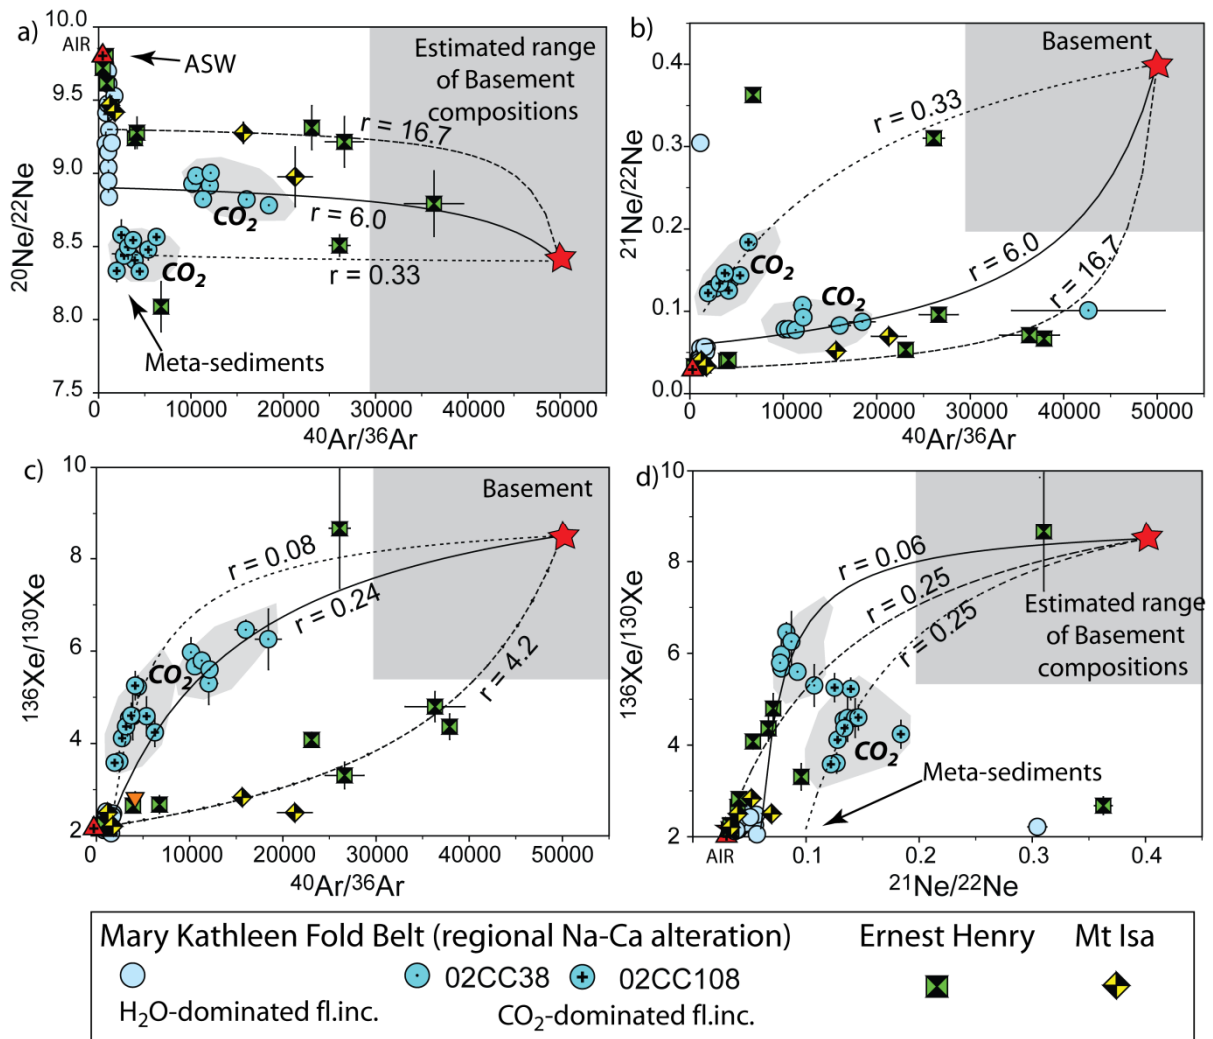 a)
10.0
AIR
9.5
9.0
8.5
8.0
7.5
²⁰Ne/²²Ne
ASW
Estimated range
of Basement
compositions
r = 16.7
CO₂
r = 6.0
CO₂
r = 0.33
Meta-sediments
0 10000 20000 30000 40000 50000
⁴⁰Ar/³⁶Ar
b)
0.4
0.3
0.2
0.1
0.0
²¹Ne/²²Ne
Basement
r = 0.33
CO₂
r = 6.0
CO₂
r = 16.7
0 10000 20000 30000 40000 50000
⁴⁰Ar/³⁶Ar
c)
10
8
6
4
2
¹³⁶Xe/¹³⁰Xe
Basement
r = 0.08
r = 0.24
CO₂
r = 4.2
0 10000 20000 30000 40000 50000
⁴⁰Ar/³⁶Ar
d)
10
8
6
4
2
¹³⁶Xe/¹³⁰Xe
r = 0.06
r = 0.25
r = 0.25
Estimated range
of Basement
compositions
CO₂
Meta-sediments
AIR 0.1 0.2 0.3 0.4
²¹Ne/²²Ne
Mary Kathleen Fold Belt (regional Na-Ca alteration) Ernest Henry Mt Isa
02CC38 02CC108
H₂O-dominated fl.inc. CO₂-dominated fl.inc.